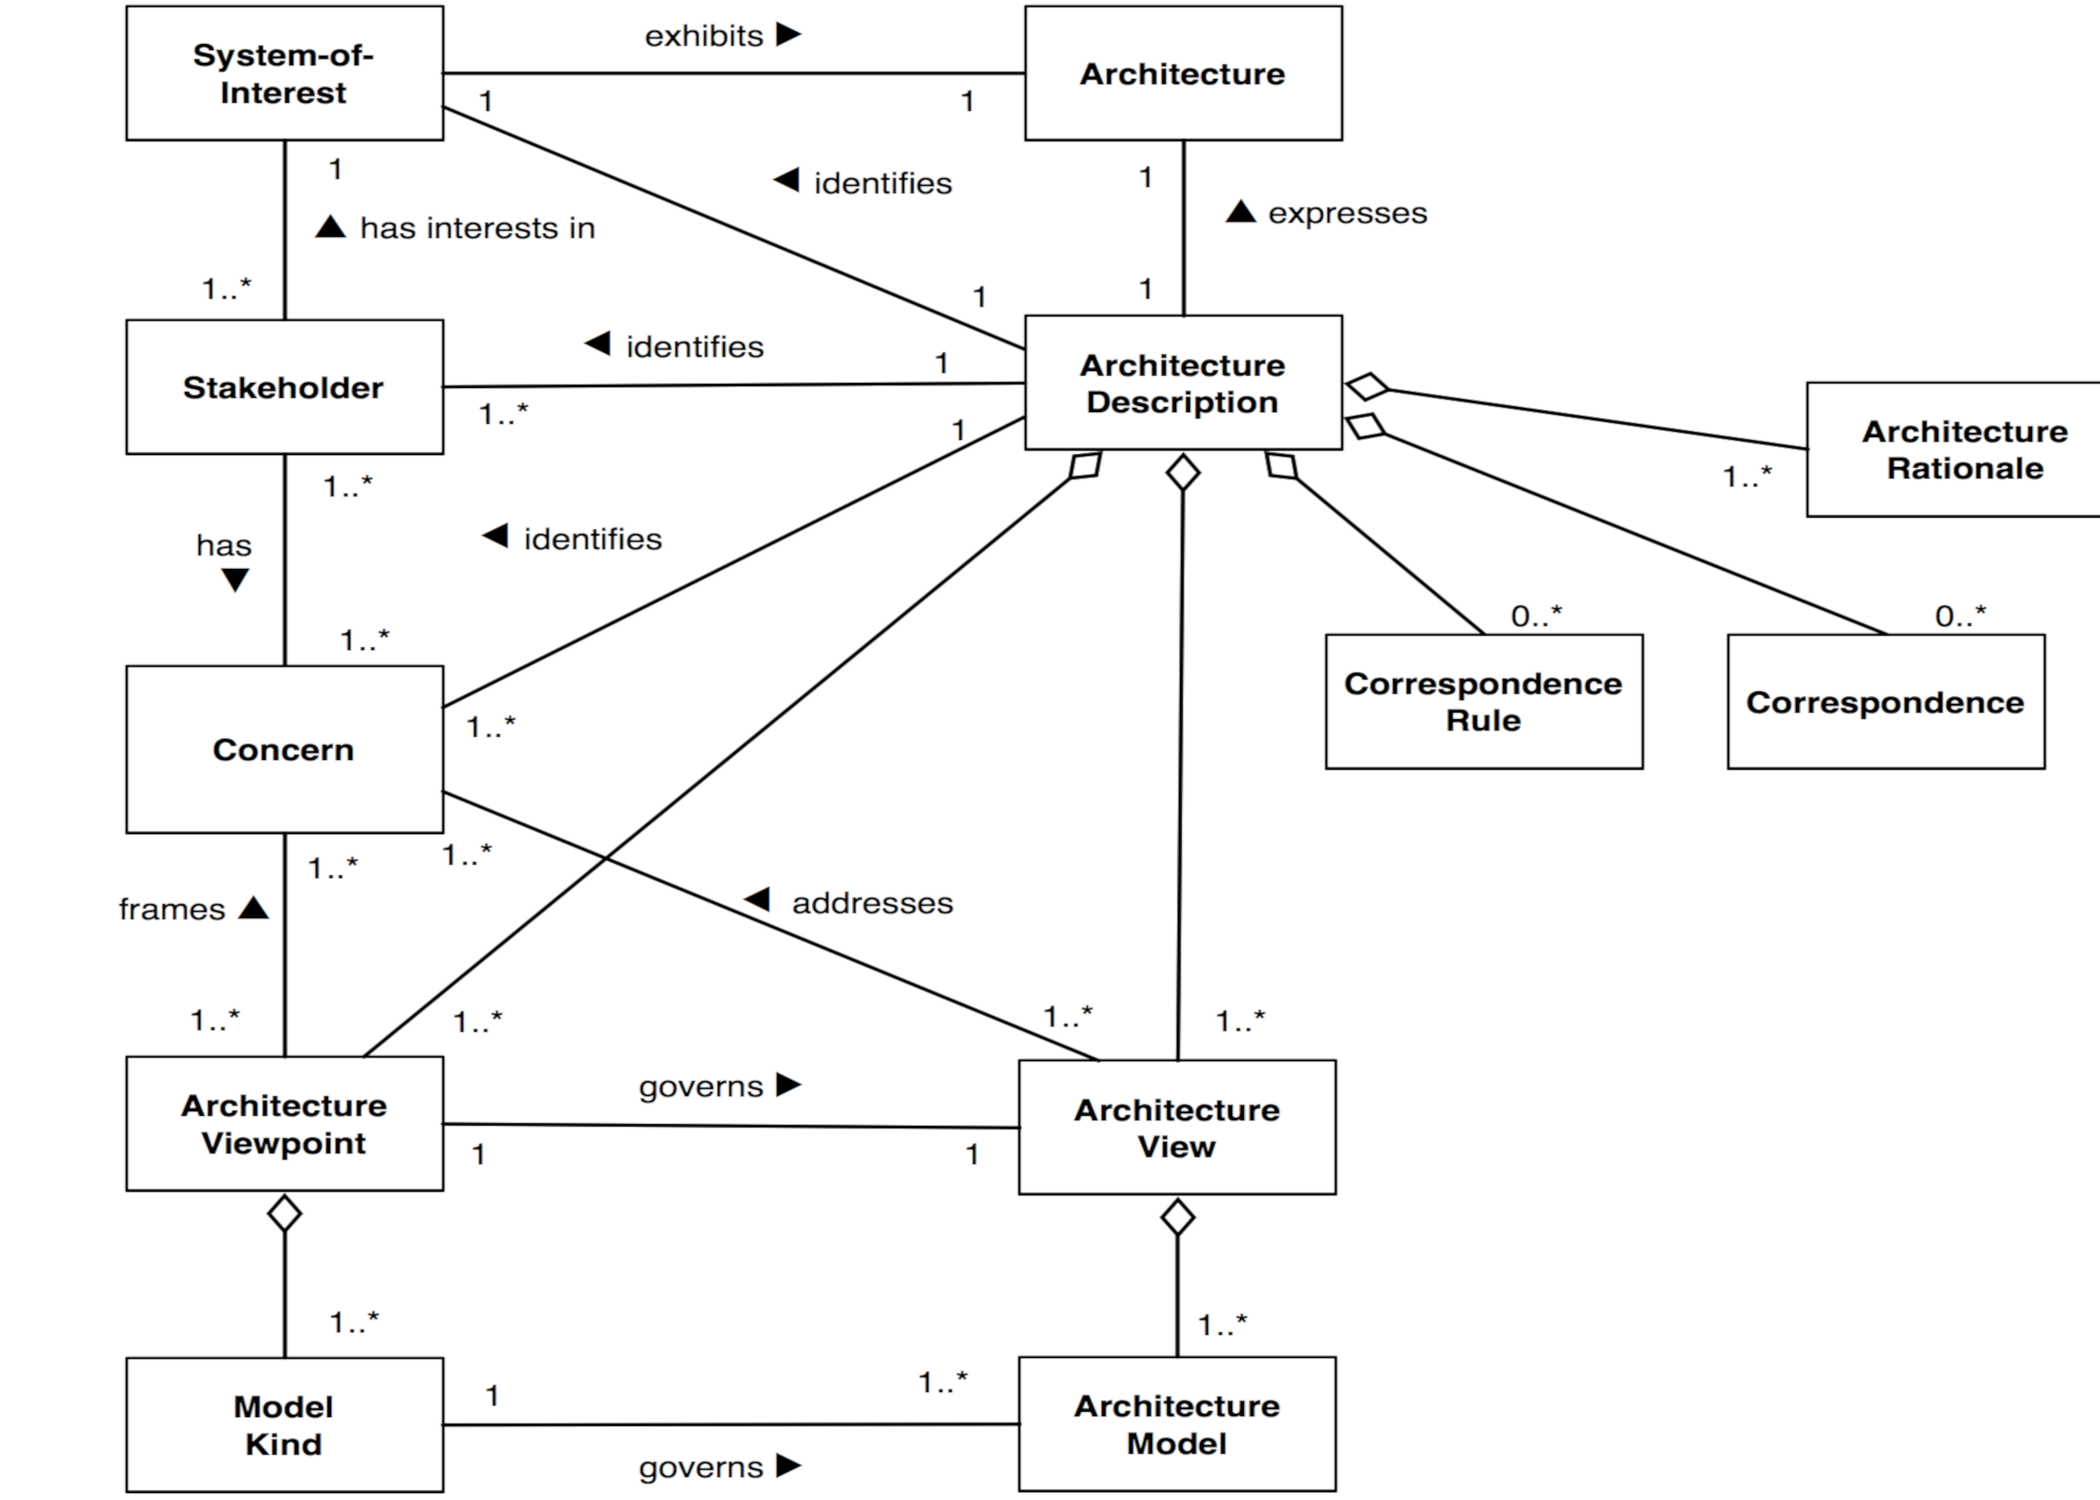 exhibits ►
System-of-
Interest
Architecture
1
1
1
◄ identifies
1
▲ has interests in
▲ expresses
1..*
1
1
◄ identifies
1
Architecture
Description
Stakeholder
1..*
1
Architecture
Rationale
1..*
1..*
has
▼
◄ identifies
1..*
0..*
0..*
Correspondence
Rule
Correspondence
1..*
Concern
1..*
1..*
frames ▲
◄ addresses
1..*
1..*
1..*
1..*
governs ►
Architecture
Viewpoint
Architecture
View
1
1
1..*
1..*
1
1..*
Model
Kind
Architecture
Model
governs ►